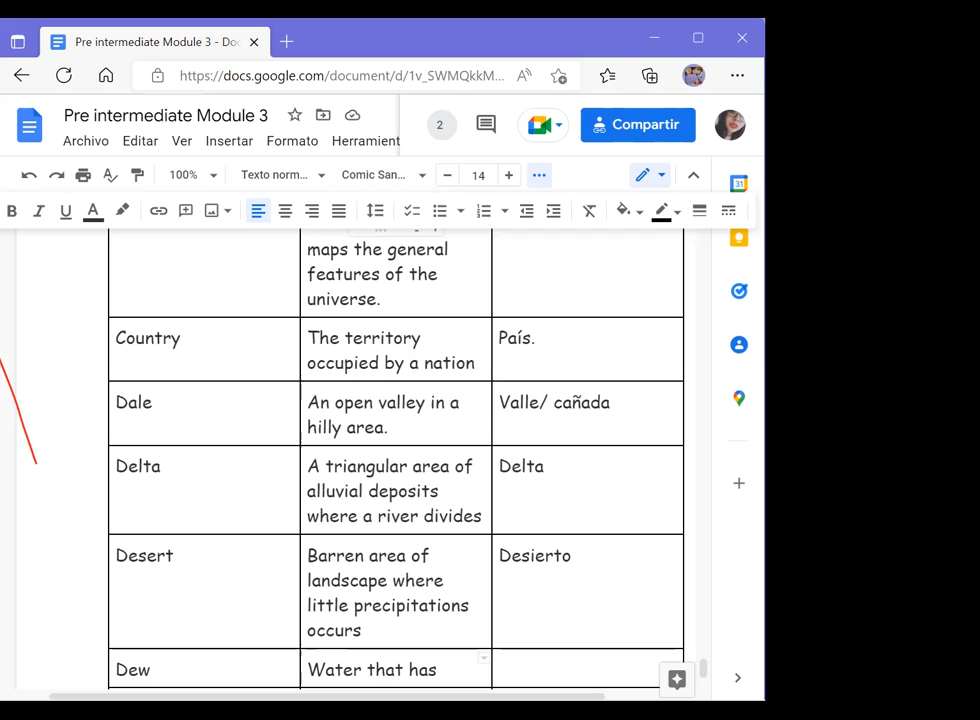 Pre intermediate Module 3 - Doc
https://docs.google.com/document/d/1v_SWMQkkM...
Pre intermediate Module 3
2
Compartir
Archivo Editar Ver Insertar Formato Herramient
100% Texto norm... Comic San... 14
31
maps the general
features of the
universe.
Country
The territory
occupied by a nation
País.
Dale
An open valley in a
hilly area.
Valle/ cañada
Delta
A triangular area of
alluvial deposits
where a river divides
Delta
Desert
Barren area of
landscape where
little precipitations
occurs
Desierto
Dew
Water that has